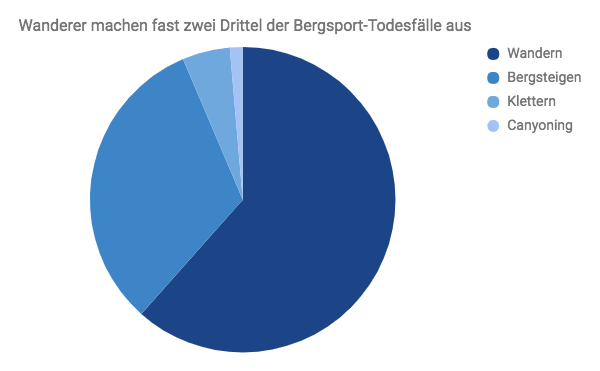 Wanderer machen fast zwei Drittel der Bergsport-Todesfälle aus
Wandern
Bergsteigen
Klettern
Canyoning